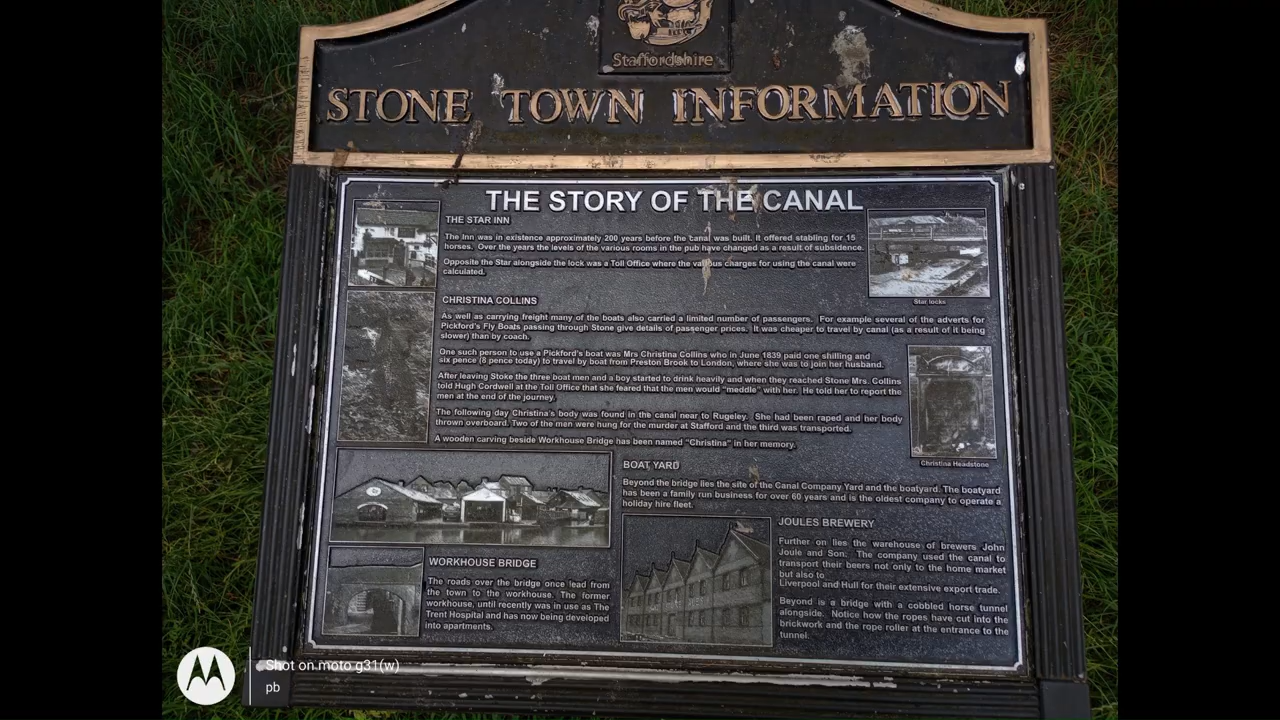 Staffordshire
STONE TOWN INFORMATION
THE STORY OF THE CANAL
THE STAR INN
The Inn was in existence approximately 200 years before the canal was built. It offered stabling for 15
horses. Over the years the levels of the various rooms in the pub have changed as a result of subsidence.
Opposite the Star alongside the lock was a Toll Office where the various charges for using the canal were
calculated.
Star locks
CHRISTINA COLLINS
As well as carrying freight many of the boats also carried a limited number of passengers. For example several of the adverts for
Pickford's Fly Boats passing through Stone give details of passenger prices. It was cheaper to travel by canal (as a result of it being
slower) than by coach.
One such person to use a Pickford's boat was Mrs Christina Collins who in June 1839 paid one shilling and
six pence (8 pence today) to travel by boat from Preston Brook to London, where she was to join her husband.
After leaving Stoke the three boat men and a boy started to drink heavily and when they reached Stone Mrs. Collins
told Hugh Cordwell at the Toll Office that she feared that the men would "meddle" with her. He told her to report the
men at the end of the journey.
The following day Christina's body was found in the canal near to Rugeley. She had been raped and her body
thrown overboard. Two of the men were hung for the murder at Stafford and the third was transported.
A wooden carving beside Workhouse Bridge has been named "Christina" in her memory.
Christina Headstone
BOAT YARD
Beyond the bridge lies the site of the Canal Company Yard and the boatyard. The boatyard
has been a family run business for over 60 years and is the oldest company to operate a
holiday hire fleet.
WORKHOUSE BRIDGE
The roads over the bridge once lead from
the town to the workhouse. The former
workhouse, until recently was in use as The
Trent Hospital and has now being developed
into apartments.
JOULES BREWERY
Further on lies the warehouse of brewers John
Joule and Son. The company used the canal to
transport their beers not only to the home market
but also to
Liverpool and Hull for their extensive export trade.
Beyond is a bridge with a cobbled horse tunnel
alongside. Notice how the ropes have cut into the
brickwork and the rope roller at the entrance to the
tunnel.
Shot on moto g31(w)
pb